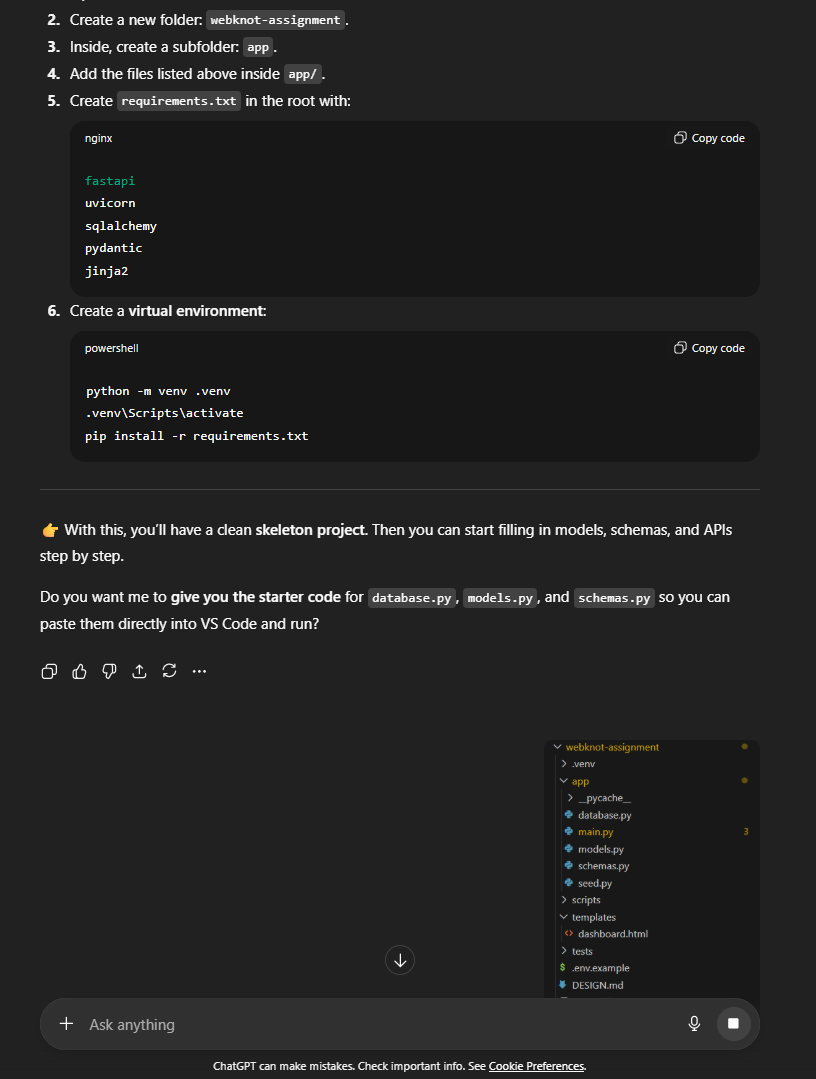 2. Create a new folder: webknot-assignment.
3. Inside, create a subfolder: app.
4. Add the files listed above inside app/.
5. Create requirements.txt in the root with:
nginx
Copy code
fastapi
uvicorn
sqlalchemy
pydantic
jinja2
6. Create a virtual environment:
powershell
Copy code
python -m venv .venv
.venv\Scripts\activate
pip install -r requirements.txt
👉 With this, you'll have a clean skeleton project. Then you can start filling in models, schemas, and APIs
step by step.
Do you want me to give you the starter code for database.py, models.py, and schemas.py so you can
paste them directly into VS Code and run?
webknot-assignment
.venv
app
__pycache__
database.py
main.py 3
models.py
schemas.py
seed.py
scripts
templates
<> dashboard.html
tests
$ .env.example
DESIGN.md
Ask anything
ChatGPT can make mistakes. Check important info. See Cookie Preferences.